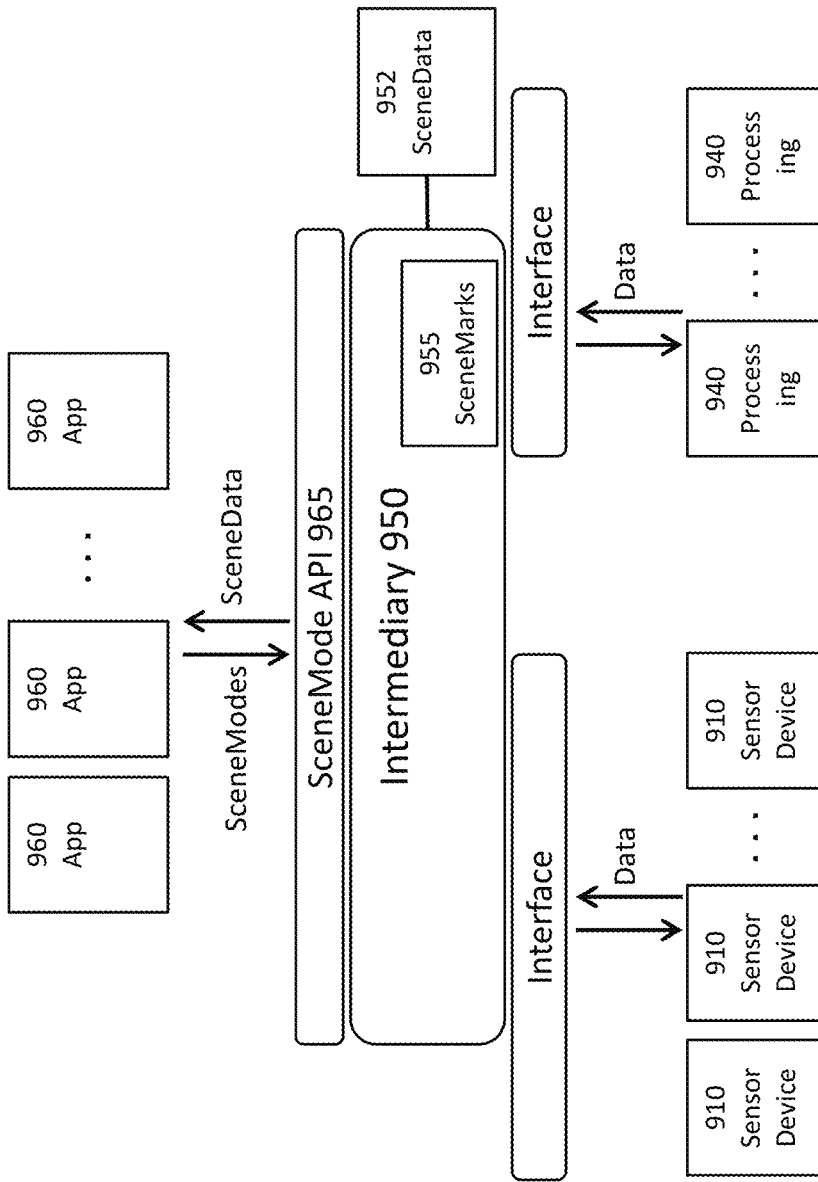 960
App
960
App
. . .
960
App
SceneModes
SceneData
SceneMode API 965
Intermediary 950
955
SceneMarks
952
SceneData
Interface
Interface
Data
Data
910
Sensor
Device
910
Sensor
Device
. . .
910
Sensor
Device
940
Process
ing
. . .
940
Process
ing